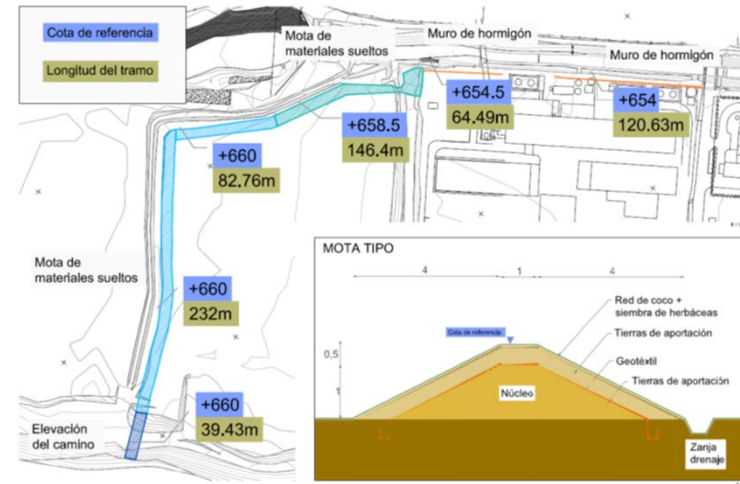 Cota de referencia
Longitud del tramo
Mota de
materiales sueltos
Muro de hormigón
Muro de hormigón
+654.5
64.49m
+654
120.63m
+658.5
146.4m
+660
82.76m
Mota de
materiales sueltos
+660
232m
+660
39.43m
Elevación
del camino
MOTA TIPO
4
1
4
Cota de referencia
Red de coco +
siembra de herbáceas
Tierras de aportación
Geotéxtil
Tierras de aportación
0,5
1
Núcleo
Zanja
drenaje